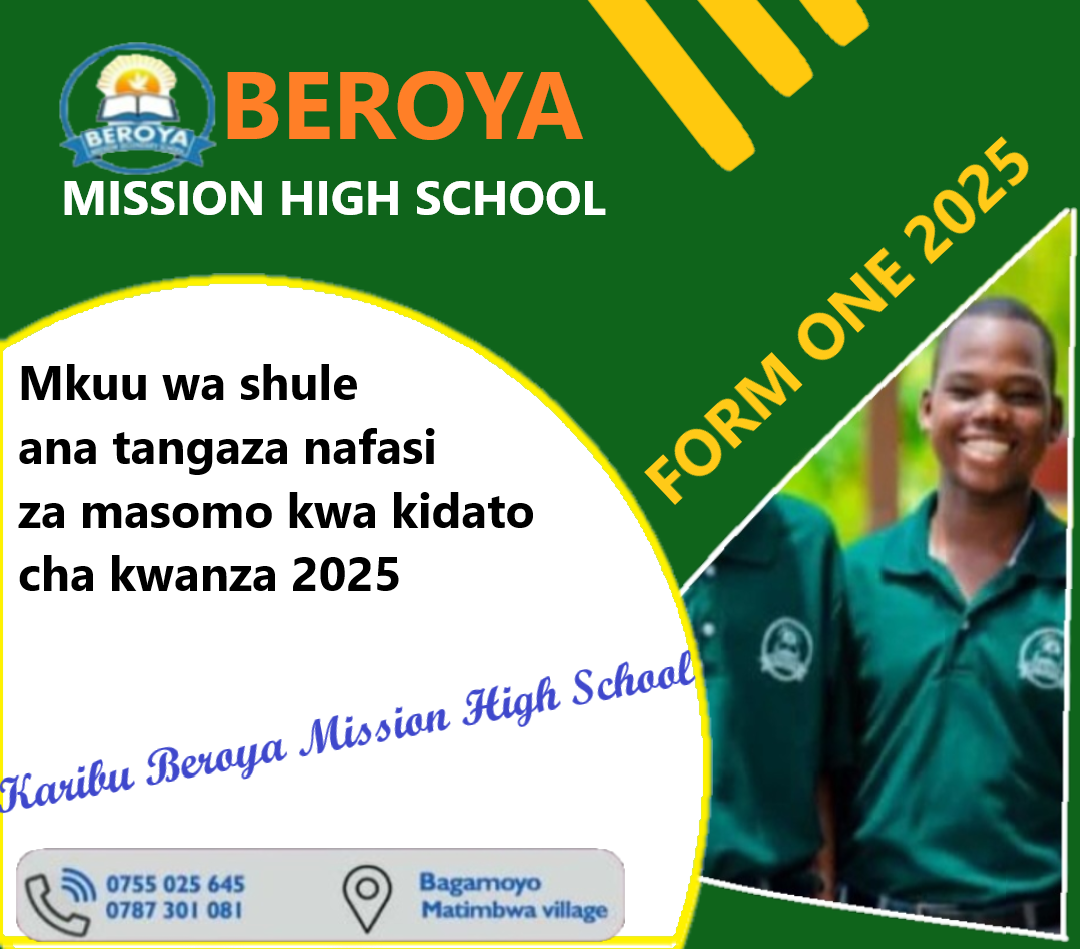 BEROYA
BEROYA
MISSION HIGH SCHOOL
FORM ONE 2025
Mkuu wa shule
ana tangaza nafasi
za masomo kwa kidato
cha kwanza 2025
Karibu Beroya Mission High School
0755 025 645
0787 301 081
Bagamoyo
Matimbwa village